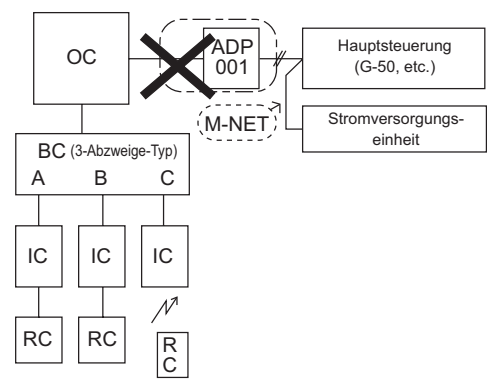 OC
ADP
001
Hauptsteuerung
(G-50, etc.)
M-NET
Stromversorgungs-
einheit
BC (3-Abzweige-Typ)
A B C
IC IC IC
RC RC R
C